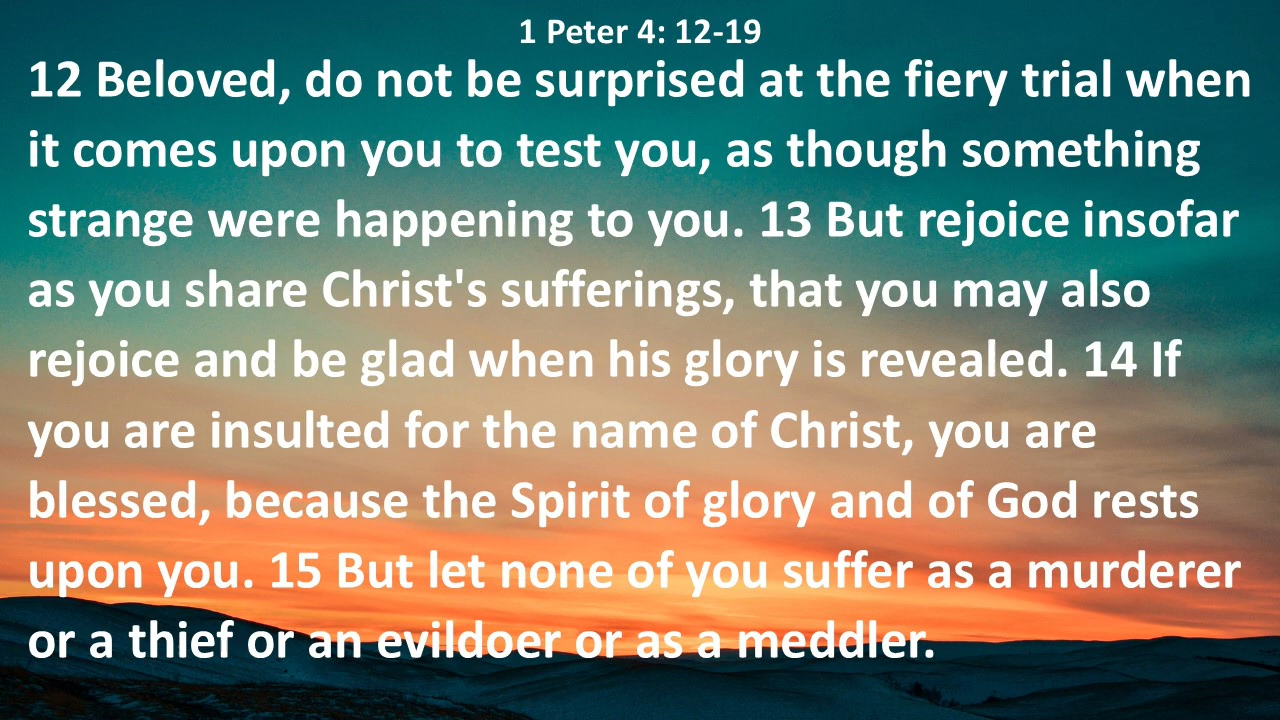 1 Peter 4: 12-19
12 Beloved, do not be surprised at the fiery trial when
it comes upon you to test you, as though something
strange were happening to you. 13 But rejoice insofar
as you share Christ's sufferings, that you may also
rejoice and be glad when his glory is revealed. 14 If
you are insulted for the name of Christ, you are
blessed, because the Spirit of glory and of God rests
upon you. 15 But let none of you suffer as a murderer
or a thief or an evildoer or as a meddler.